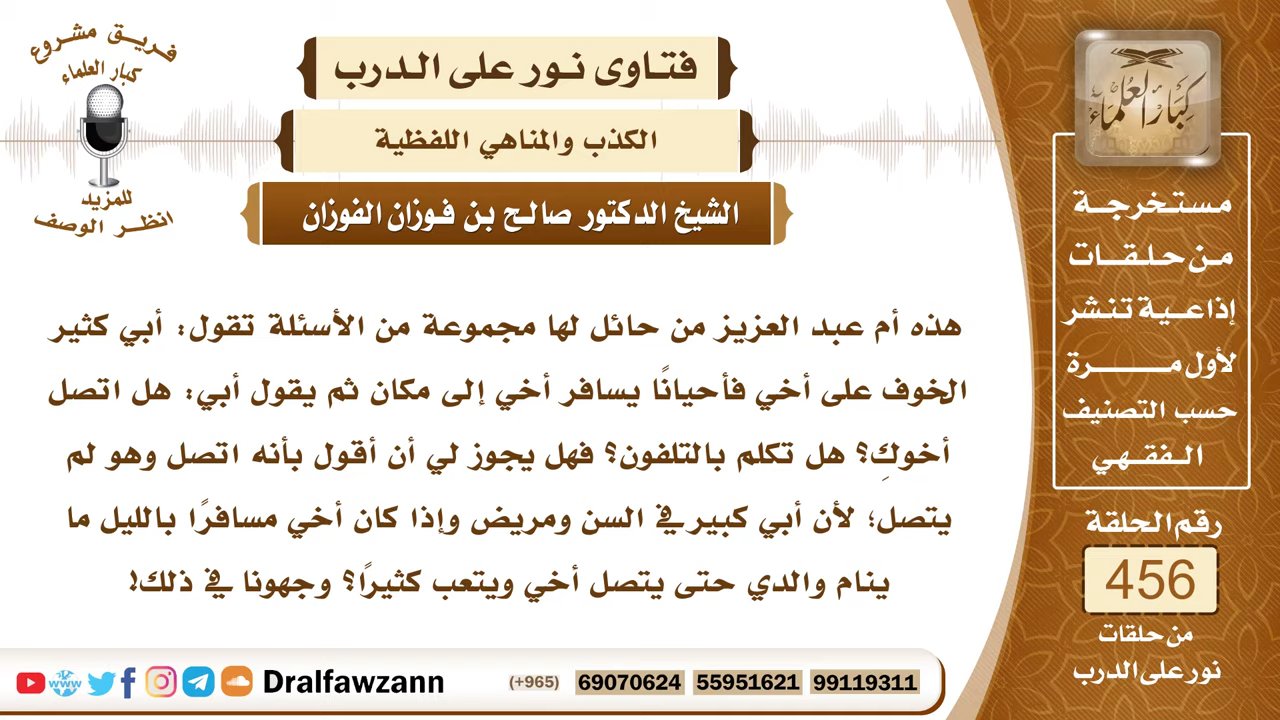 فريق مشروع
كبار العلماء
للمزيد
انظر الوصف
فتاوى نور على الدرب
الكذب والمناهي اللفظية
الشيخ الدكتور صالح بن فوزان الفوزان
هذه أم عبد العزيز من حائل لها مجموعة من الأسئلة تقول: أبي كثير
الخوف على أخي فأحيانًا يسافر أخي إلى مكان ثم يقول أبي: هل اتصل
أخوكِ؟ هل تكلم بالتلفون؟ فهل يجوز لي أن أقول بأنه اتصل وهو لم
يتصل؛ لأن أبي كبير في السن ومريض وإذا كان أخي مسافرًا بالليل ما
ينام والدي حتى يتصل أخي ويتعب كثيرًا؟ وجهونا في ذلك!
كبار العلماء
مستخرجة
من حلقات
إذاعية تنشر
لأول مرة
حسب التصنيف
الفقهي
رقم الحلقة
456
من حلقات
نور على الدرب
www Dralfawzann (+965) 69070624 55951621 99119311